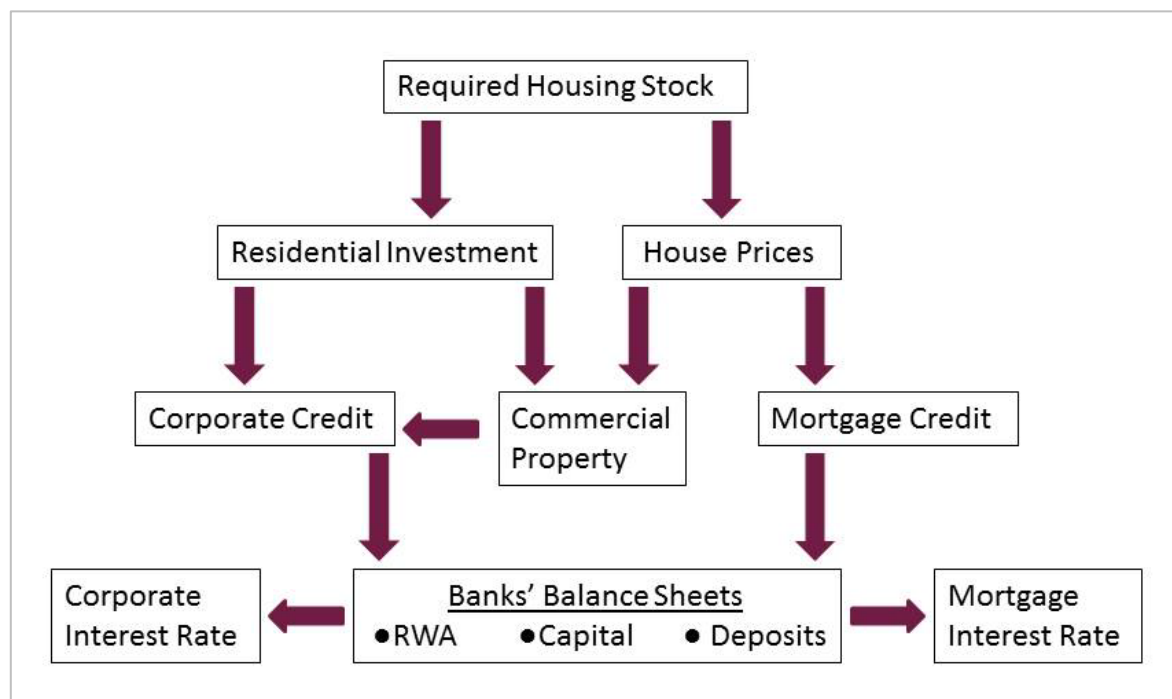 Required Housing Stock
Residential Investment
House Prices
Corporate Credit
Commercial
Property
Mortgage Credit
Corporate
Interest Rate
Banks’ Balance Sheets
●RWA ●Capital ● Deposits
Mortgage
Interest Rate